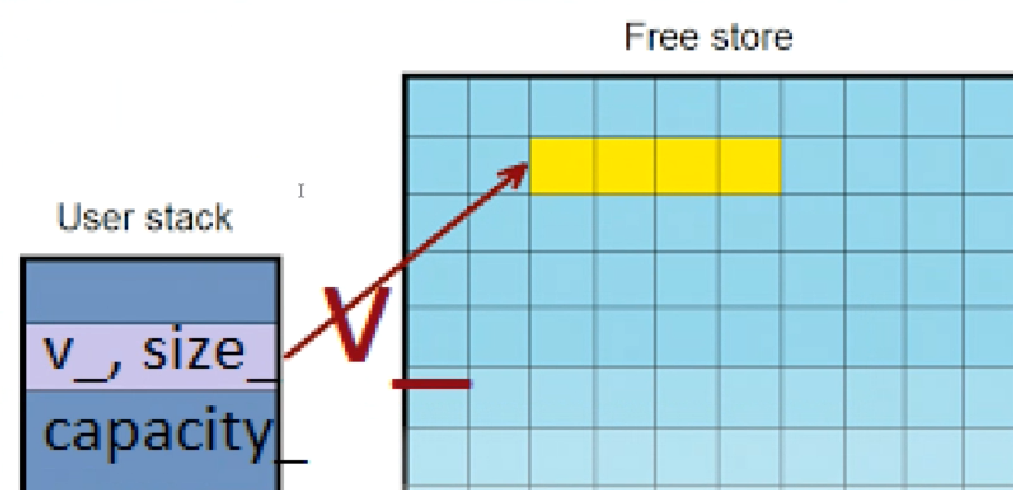 Free store
User stack
v_, size_
V_
capacity_